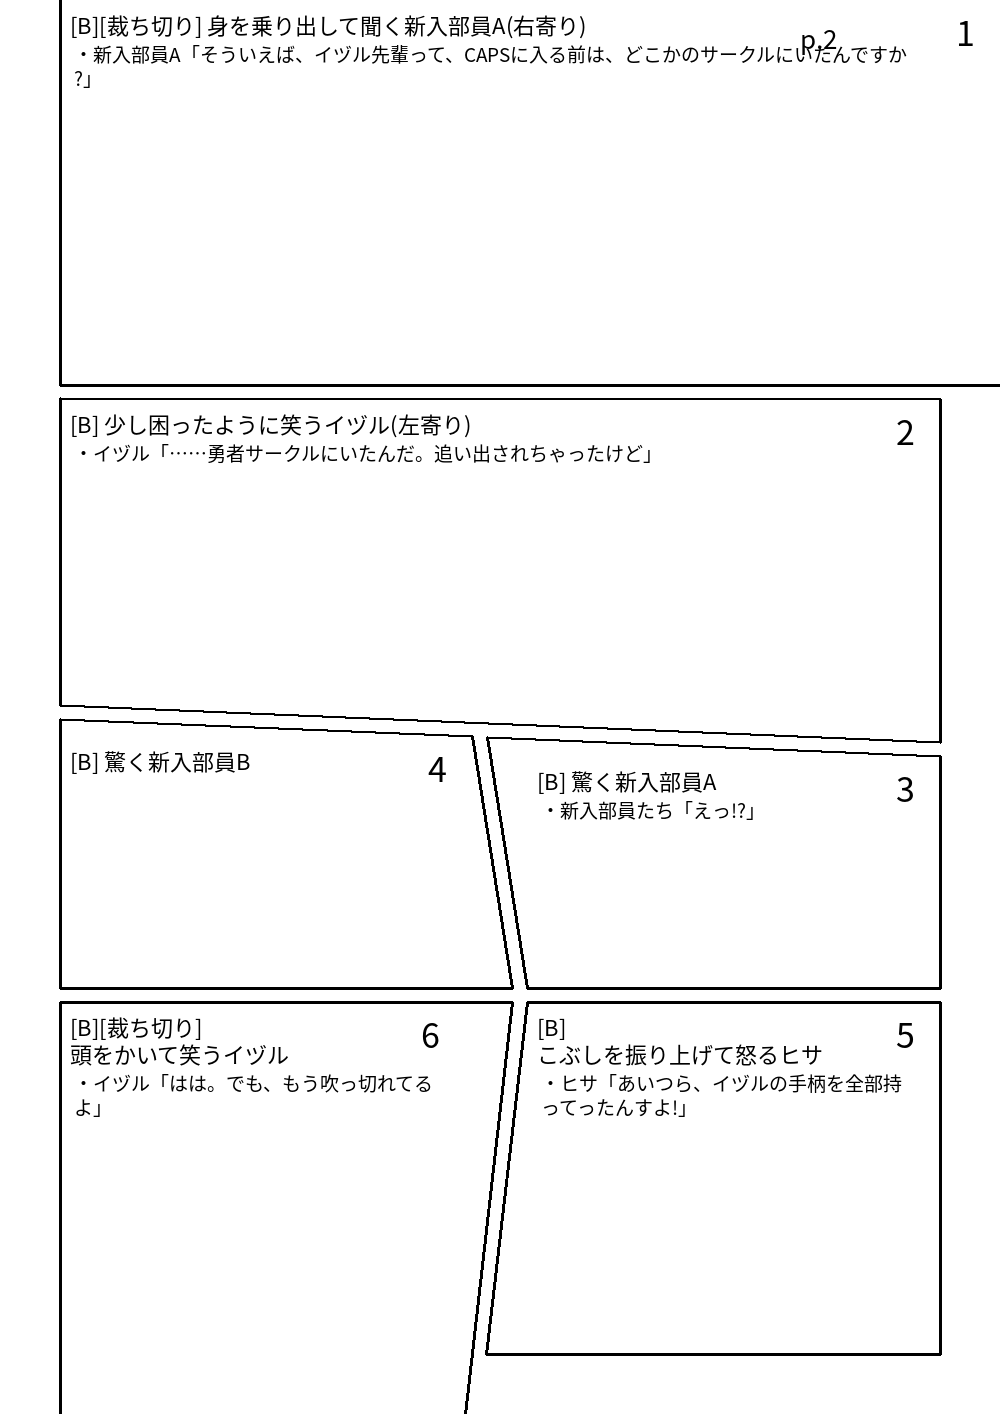 p.2
1
[B][裁ち切り] 身を乗り出して聞く新入部員A(右寄り)
・新入部員A「そういえば、イヅル先輩って、CAPSに入る前は、どこかのサークルにいたんですか
?」
2
[B] 少し困ったように笑うイヅル(左寄り)
・イヅル「……勇者サークルにいたんだ。追い出されちゃったけど」
3
[B] 驚く新入部員A
・新入部員たち「えっ!?」
4
[B] 驚く新入部員B
5
[B]
こぶしを振り上げて怒るヒサ
・ヒサ「あいつら、イヅルの手柄を全部持
ってったんすよ!」
6
[B][裁ち切り]
頭をかいて笑うイヅル
・イヅル「はは。でも、もう吹っ切れてる
よ」